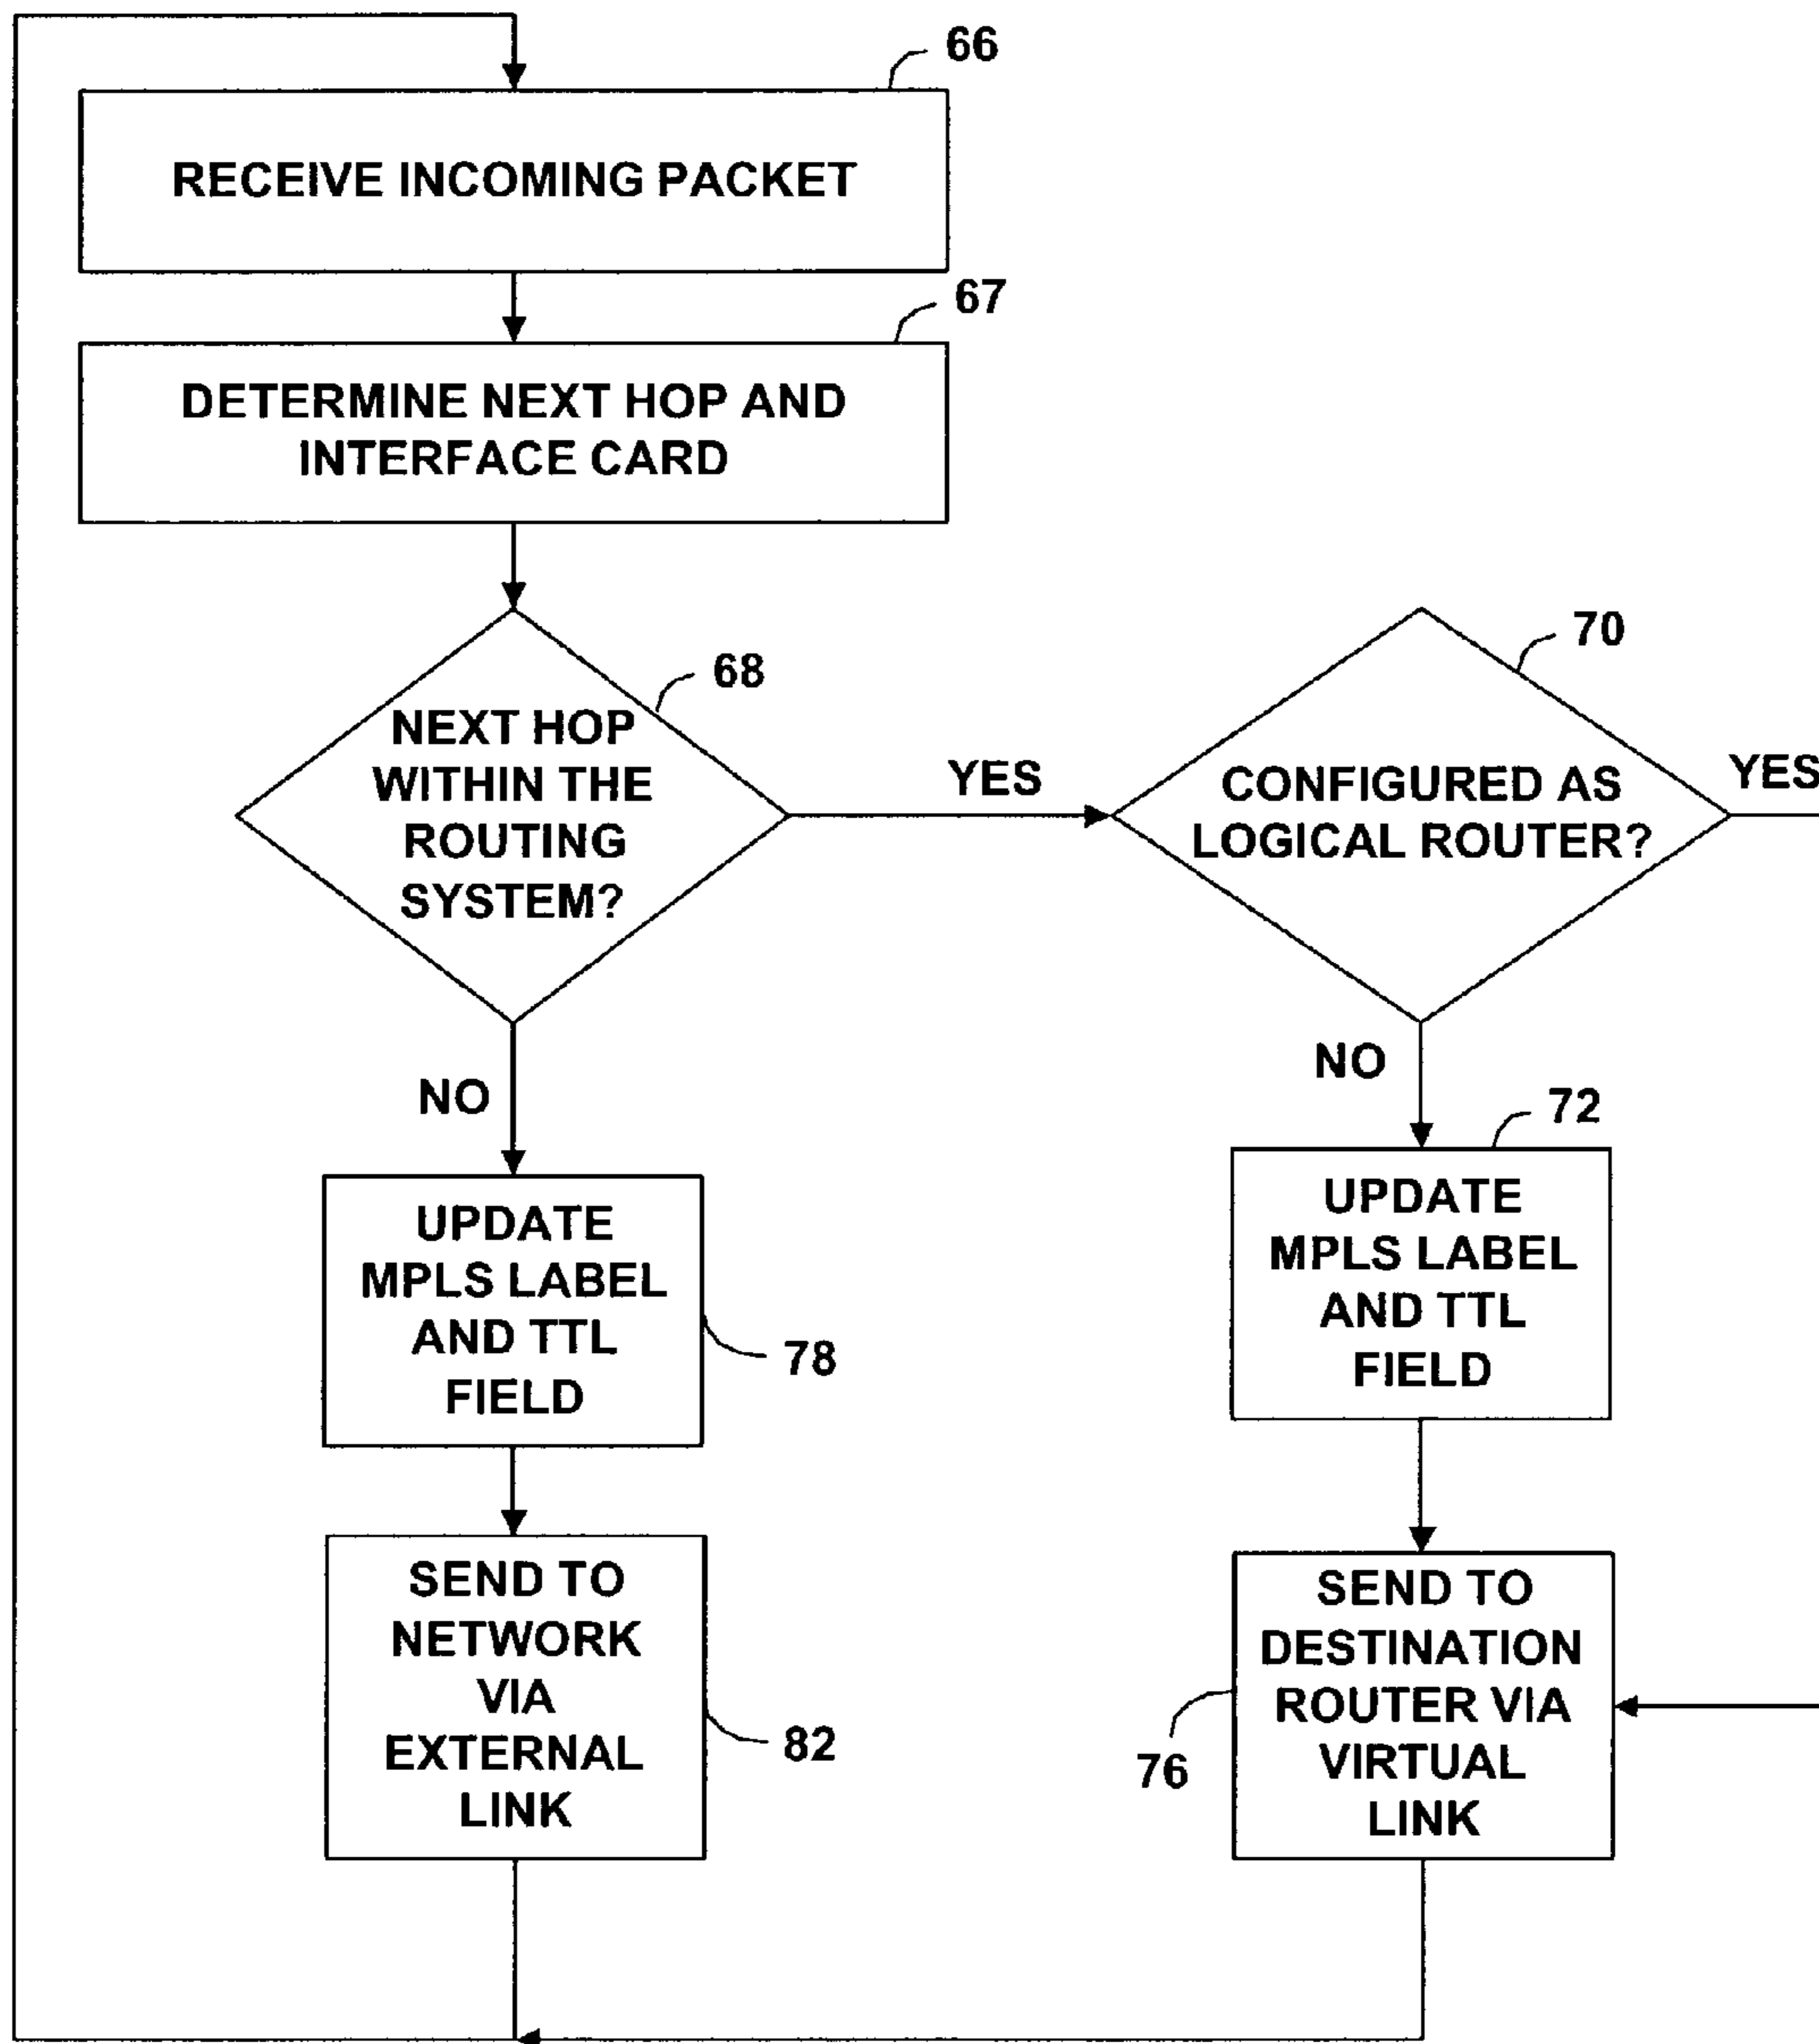 66
RECEIVE INCOMING PACKET
67
DETERMINE NEXT HOP AND
INTERFACE CARD
68
NEXT HOP
WITHIN THE
ROUTING
SYSTEM?
YES
70
CONFIGURED AS
LOGICAL ROUTER?
YES
NO
78
UPDATE
MPLS LABEL
AND TTL
FIELD
82
SEND TO
NETWORK
VIA
EXTERNAL
LINK
NO
72
UPDATE
MPLS LABEL
AND TTL
FIELD
76
SEND TO
DESTINATION
ROUTER VIA
VIRTUAL
LINK